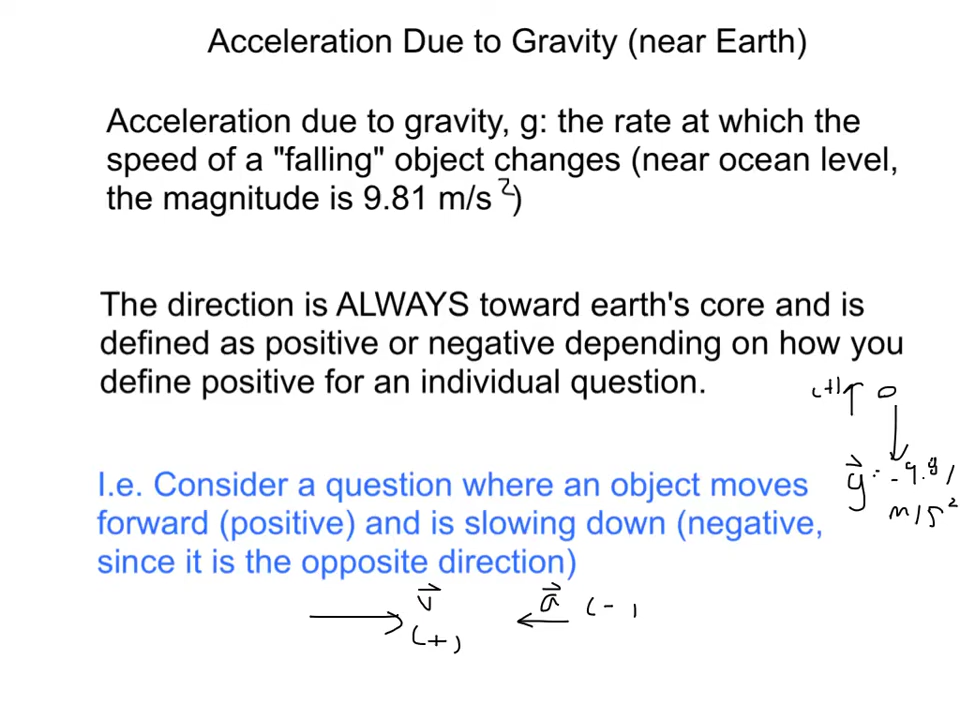 Acceleration Due to Gravity (near Earth)
Acceleration due to gravity, g: the rate at which the
speed of a "falling" object changes (near ocean level,
the magnitude is 9.81 m/s²)
The direction is ALWAYS toward earth's core and is
defined as positive or negative depending on how you
define positive for an individual question.
(+)↑
g⃗ = -9.81
m/s²
I.e. Consider a question where an object moves
forward (positive) and is slowing down (negative,
since it is the opposite direction)
v⃗ a⃗ (-)
(+)